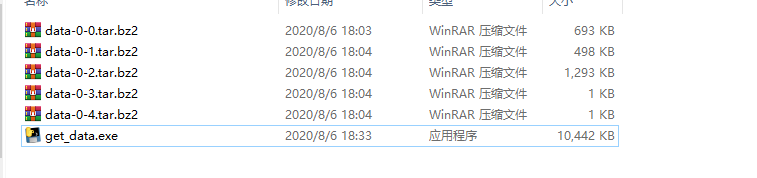 名称 修改日期 类型 大小
data-0-0.tar.bz2 2020/8/6 18:03 WinRAR 压缩文件 693 KB
data-0-1.tar.bz2 2020/8/6 18:04 WinRAR 压缩文件 498 KB
data-0-2.tar.bz2 2020/8/6 18:04 WinRAR 压缩文件 1,293 KB
data-0-3.tar.bz2 2020/8/6 18:04 WinRAR 压缩文件 1 KB
data-0-4.tar.bz2 2020/8/6 18:04 WinRAR 压缩文件 1 KB
get_data.exe 2020/8/6 18:33 应用程序 10,442 KB